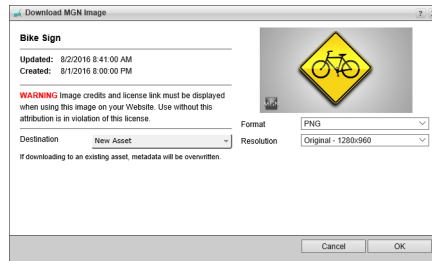 Download MGN Image
?
Bike Sign
Updated: 8/2/2016 8:41:00 AM
Created: 8/1/2016 8:00:00 PM
WARNING Image credits and license link must be displayed
when using this image on your Website. Use without this
attribution is in violation of this license.
Destination New Asset
If downloading to an existing asset, metadata will be overwritten.
MGN
Format PNG
Resolution Original - 1280x960
Cancel OK